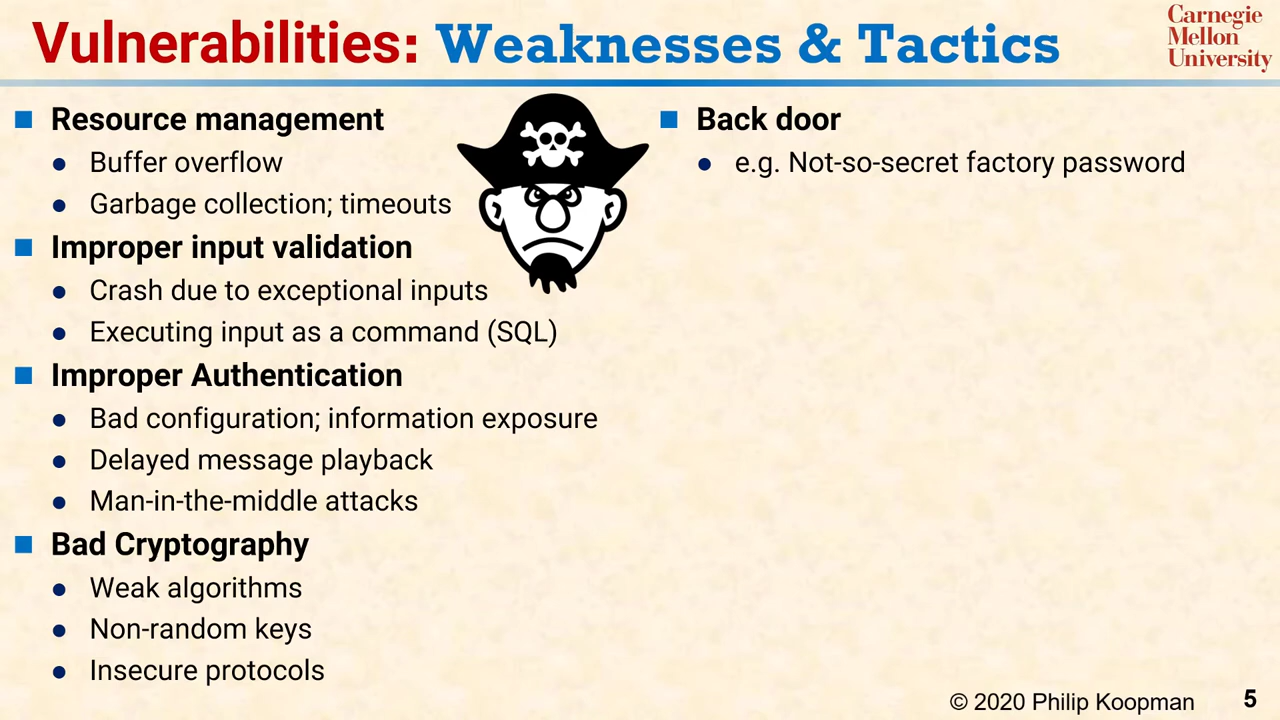 Vulnerabilities: Weaknesses & Tactics
Carnegie
Mellon
University
Resource management
Buffer overflow
Garbage collection; timeouts
Improper input validation
Crash due to exceptional inputs
Executing input as a command (SQL)
Improper Authentication
Bad configuration; information exposure
Delayed message playback
Man-in-the-middle attacks
Bad Cryptography
Weak algorithms
Non-random keys
Insecure protocols
Back door
e.g. Not-so-secret factory password
© 2020 Philip Koopman
5